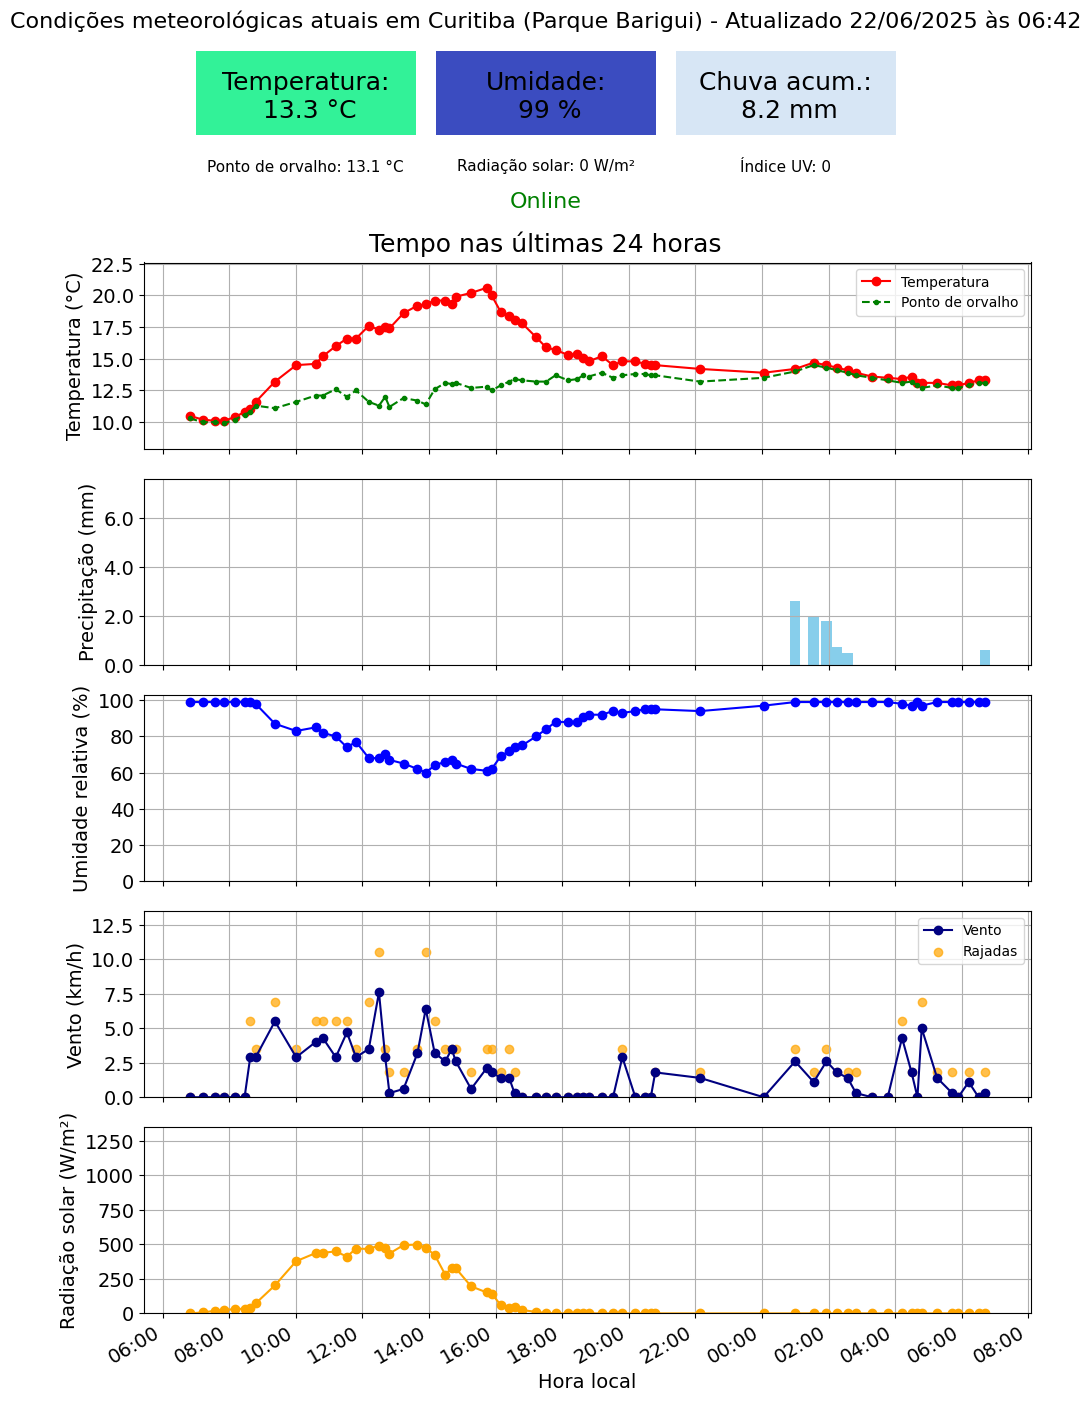 Condições meteorológicas atuais em Curitiba (Parque Barigui) - Atualizado 22/06/2025 às 06:42
Temperatura:
13.3 °C
Umidade:
99 %
Chuva acum.:
8.2 mm
Ponto de orvalho: 13.1 °C
Radiação solar: 0 W/m²
Índice UV: 0
Online
Tempo nas últimas 24 horas
Temperatura (°C)
22.5
20.0
17.5
15.0
12.5
10.0
Temperatura
Ponto de orvalho
Precipitação (mm)
6.0
4.0
2.0
0.0
Umidade relativa (%)
100
80
60
40
20
0
Vento (km/h)
12.5
10.0
7.5
5.0
2.5
0.0
Vento
Rajadas
Radiação solar (W/m²)
1250
1000
750
500
250
0
06:00
08:00
10:00
12:00
14:00
16:00
18:00
20:00
22:00
00:00
02:00
04:00
06:00
08:00
Hora local